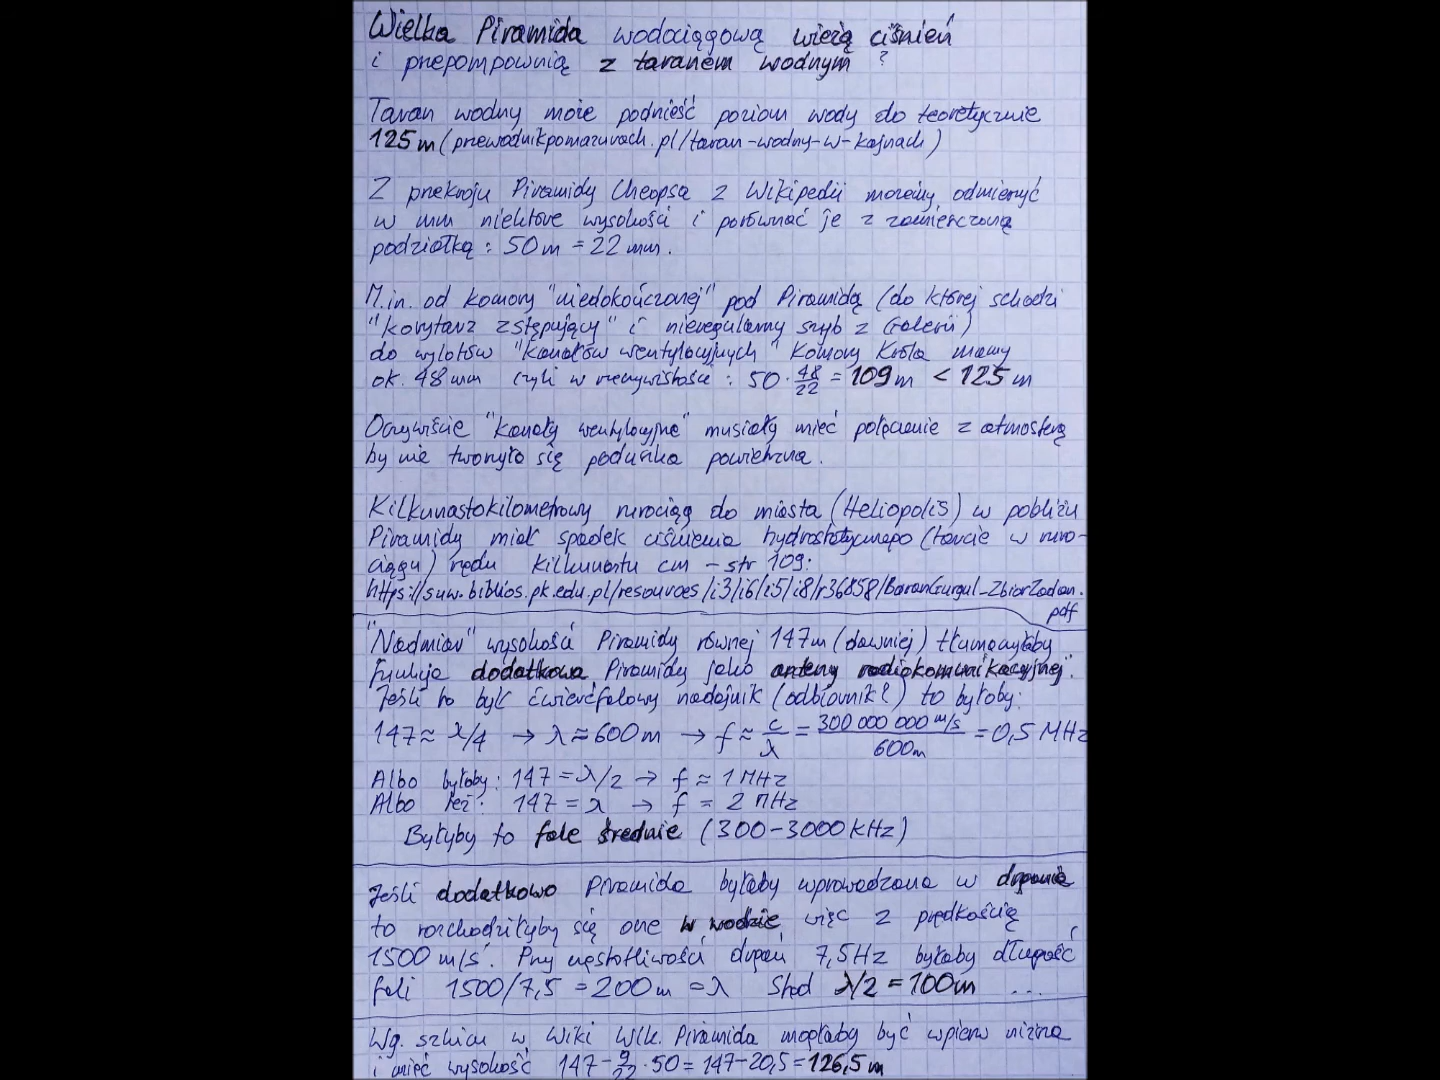 Wielka Piramida wodociągową wieżą ciśnień
i przepompownią z taranem wodnym ?
Taran wodny może podnieść poziom wody do teoretycznie
125 m (przewodnikpomazurach.pl/taran-wodny-w-kajnach)
Z przekroju Piramidy Cheopsa z Wikipedii możemy odmierzyć
w mm niektóre wysokości i porównać je z zamieszczoną
podziałką : 50 m = 22 mm.
M.in. od komory "niedokończonej" pod Piramidą (do której schodzi
"korytarz zstępujący" i nieregularny szyb z Galerii)
do wylotów "kanałów wentylacyjnych" Komory Króla mamy
ok. 48 mm czyli w rzeczywistości : 50 · 48/22 = 109 m < 125 m
Oczywiście "kanały wentylacyjne" musiały mieć połączenie z atmosferą
by nie tworzyła się poduszka powietrzna.
Kilkunastokilometrowy rurociąg do miasta (Heliopolis) w pobliżu
Piramidy miał spadek ciśnienia hydrostatycznego (tarcie w ruro-
ciągu) rzędu kilkunastu cm – str 109:
https://suw.biblos.pk.edu.pl/resources/i3/i6/i5/i8/r36858/BaranGurgul_ZbiorZadan.
pdf
"Nadmiar" wysokości Piramidy równej 147 m (dawniej) tłumaczyłaby
funkcja dodatkowa Piramidy jako anteny radiokomunikacyjnej.
Jeśli to był ćwierćfalowy nadajnik (odbiornik?) to byłoby:
147 ≈ λ/4 → λ ≈ 600 m → f ≈ c/λ = 300 000 000 m/s / 600m = 0,5 MHz
Albo byłoby: 147 = λ/2 → f ≈ 1 MHz
Albo też: 147 = λ → f = 2 MHz
Byłyby to fale średnie (300-3000 kHz)
Jeśli dodatkowo Piramida byłaby wprowadzana w drgania
to rozchodziłyby się one w wodzie więc z prędkością
1500 m/s. Przy częstotliwości drgań 7,5Hz byłaby długość
fali 1500/7,5 = 200 m = λ Stąd λ/2 = 100 m ...
Wg. szkicu w Wiki Wlk. Piramida mogłaby być wpierw niższa
i mieć wysokość 147 - 9/22 · 50 = 147 - 20,5 = 126,5 m